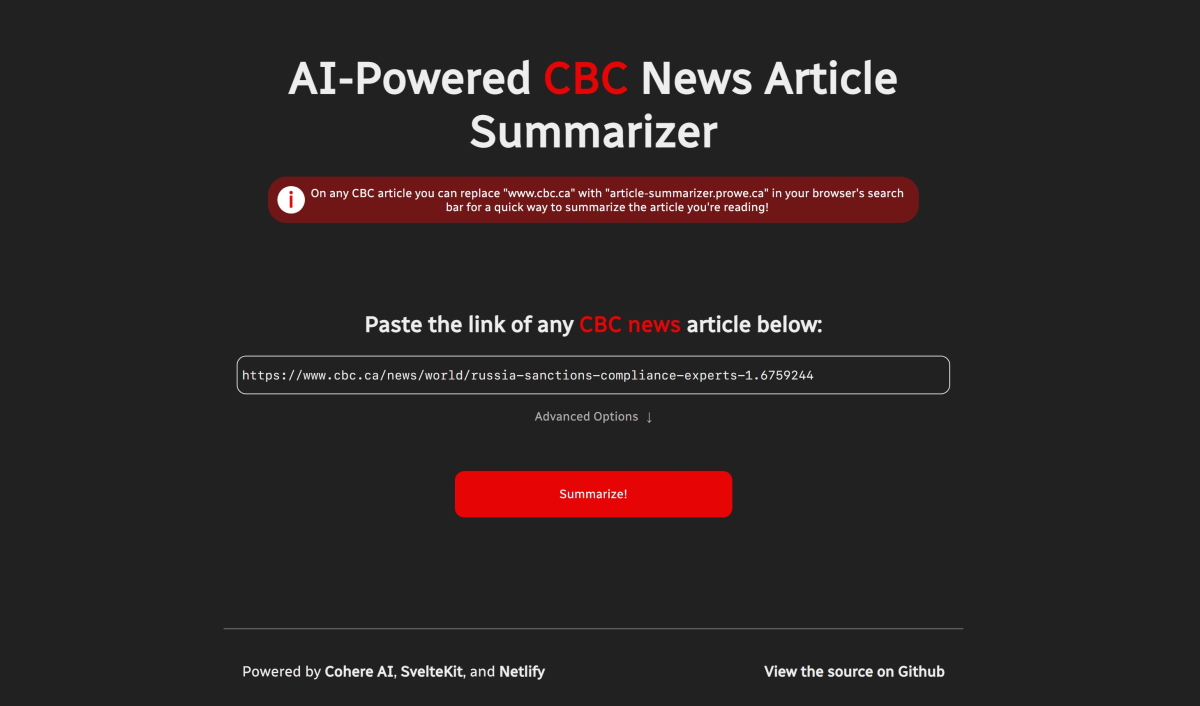 AI-Powered CBC News Article
Summarizer
i
On any CBC article you can replace "www.cbc.ca" with "article-summarizer.prowe.ca" in your browser's search
bar for a quick way to summarize the article you're reading!
Paste the link of any CBC news article below:
https://www.cbc.ca/news/world/russia-sanctions-compliance-experts-1.6759244
Advanced Options ↓
Summarize!
Powered by Cohere AI, SvelteKit, and Netlify
View the source on Github